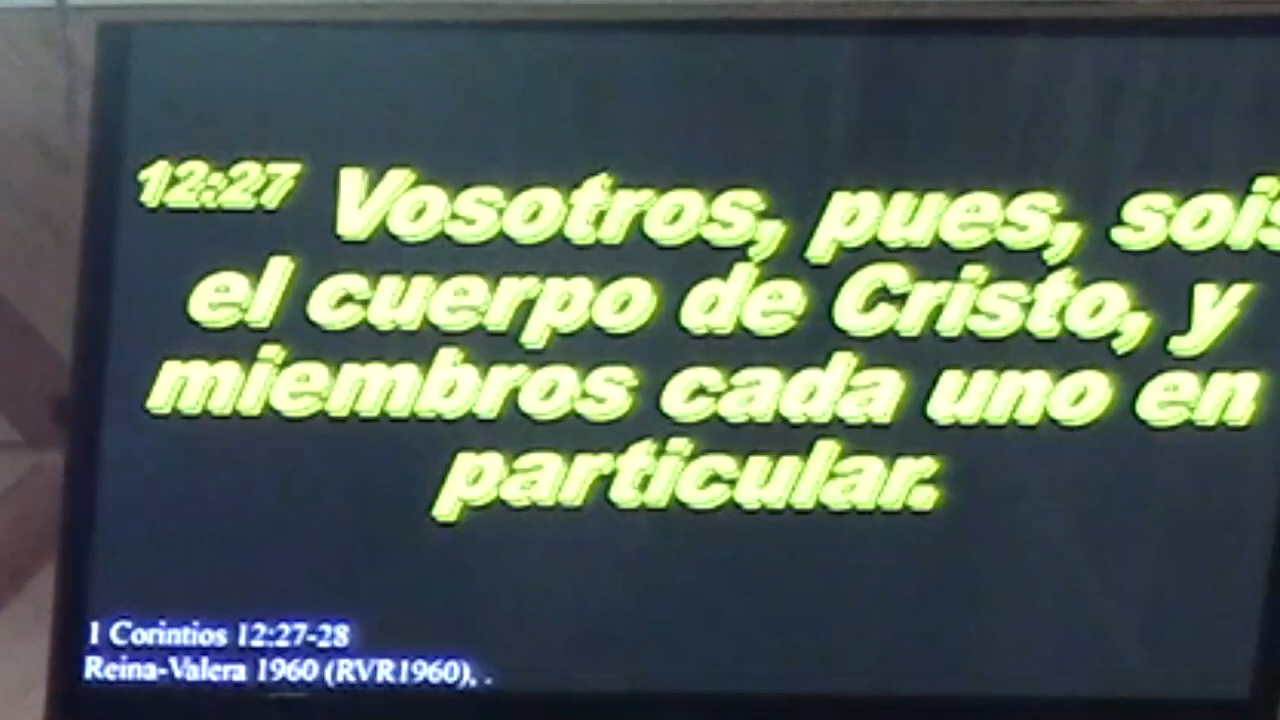 12:27 Vosotros, pues, sois
el cuerpo de Cristo, y
miembros cada uno en
particular.
1 Corintios 12:27-28
Reina-Valera 1960 (RVR1960), .